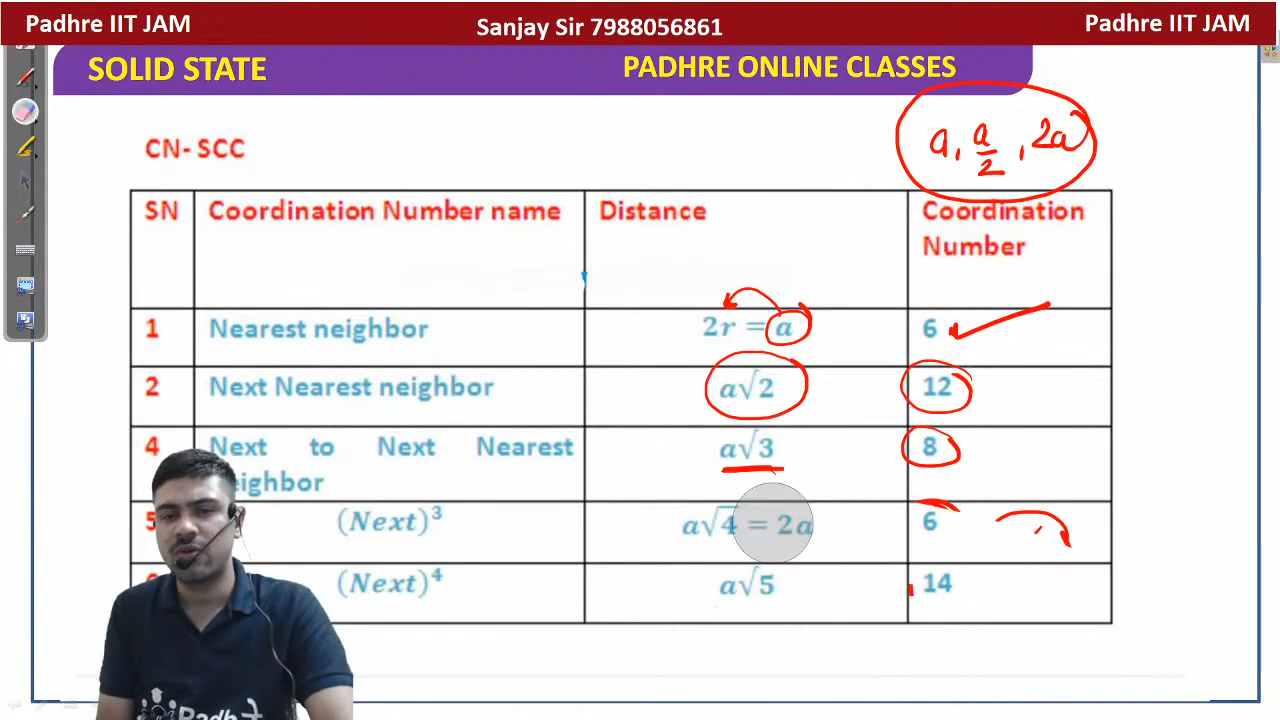 Padhre IIT JAM
Sanjay Sir 7988056861
Padhre IIT JAM
SOLID STATE
PADHRE ONLINE CLASSES
a, a/2, 2a
CN- SCC
SN Coordination Number name Distance Coordination Number
1 Nearest neighbor 2r = a 6
2 Next Nearest neighbor a√2 12
4 Next to Next Nearest a√3 8
eighbor
5 (Next)³ a√4 = 2a 6
(Next)⁴ a√5 14